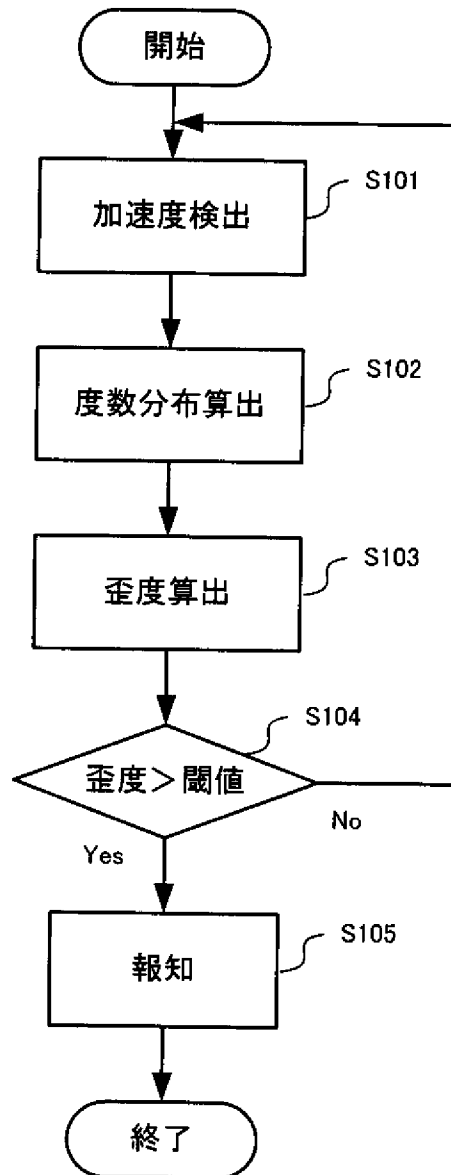 開始
加速度検出
S101
度数分布算出
S102
歪度算出
S103
歪度＞閾値
S104
No
Yes
報知
S105
終了